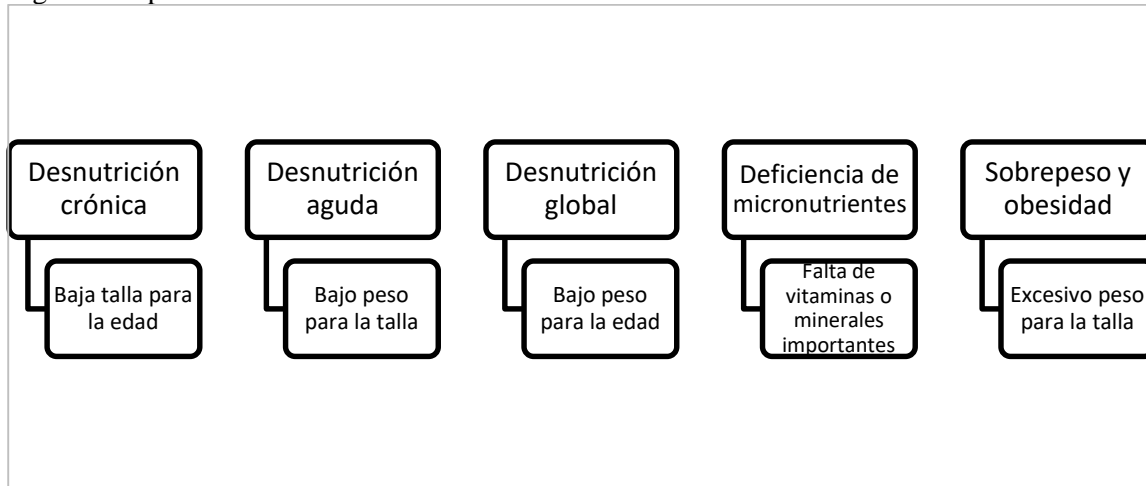 Desnutrición
crónica
Baja talla para
la edad
Desnutrición
aguda
Bajo peso
para la talla
Desnutrición
global
Bajo peso
para la edad
Deficiencia de
micronutrientes
Falta de
vitaminas o
minerales
importantes
Sobrepeso y
obesidad
Excesivo peso
para la talla